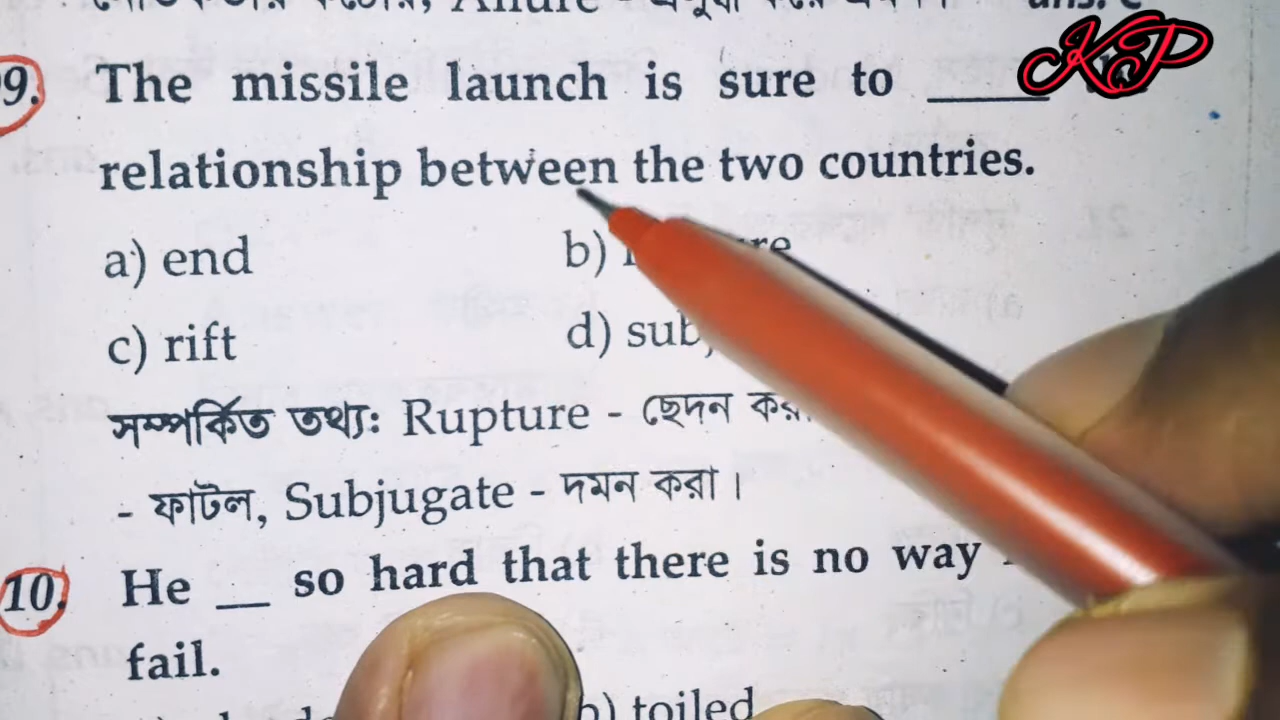 KP
9. The missile launch is sure to _____
relationship between the two countries.
a) end b)
c) rift d)
সম্পর্কিত তথ্য: Rupture - ছেদন
- ফাটল, Subjugate - দমন করা।
10. He __ so hard that there is no way
fail.
b) toiled